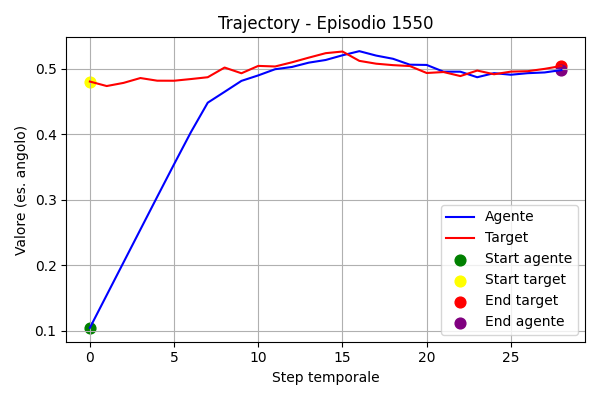 Trajectory - Episodio 1550
Valore (es. angolo)
0.5
0.4
0.3
0.2
0.1
0
5
10
15
20
25
Step temporale
Agente
Target
Start agente
Start target
End target
End agente